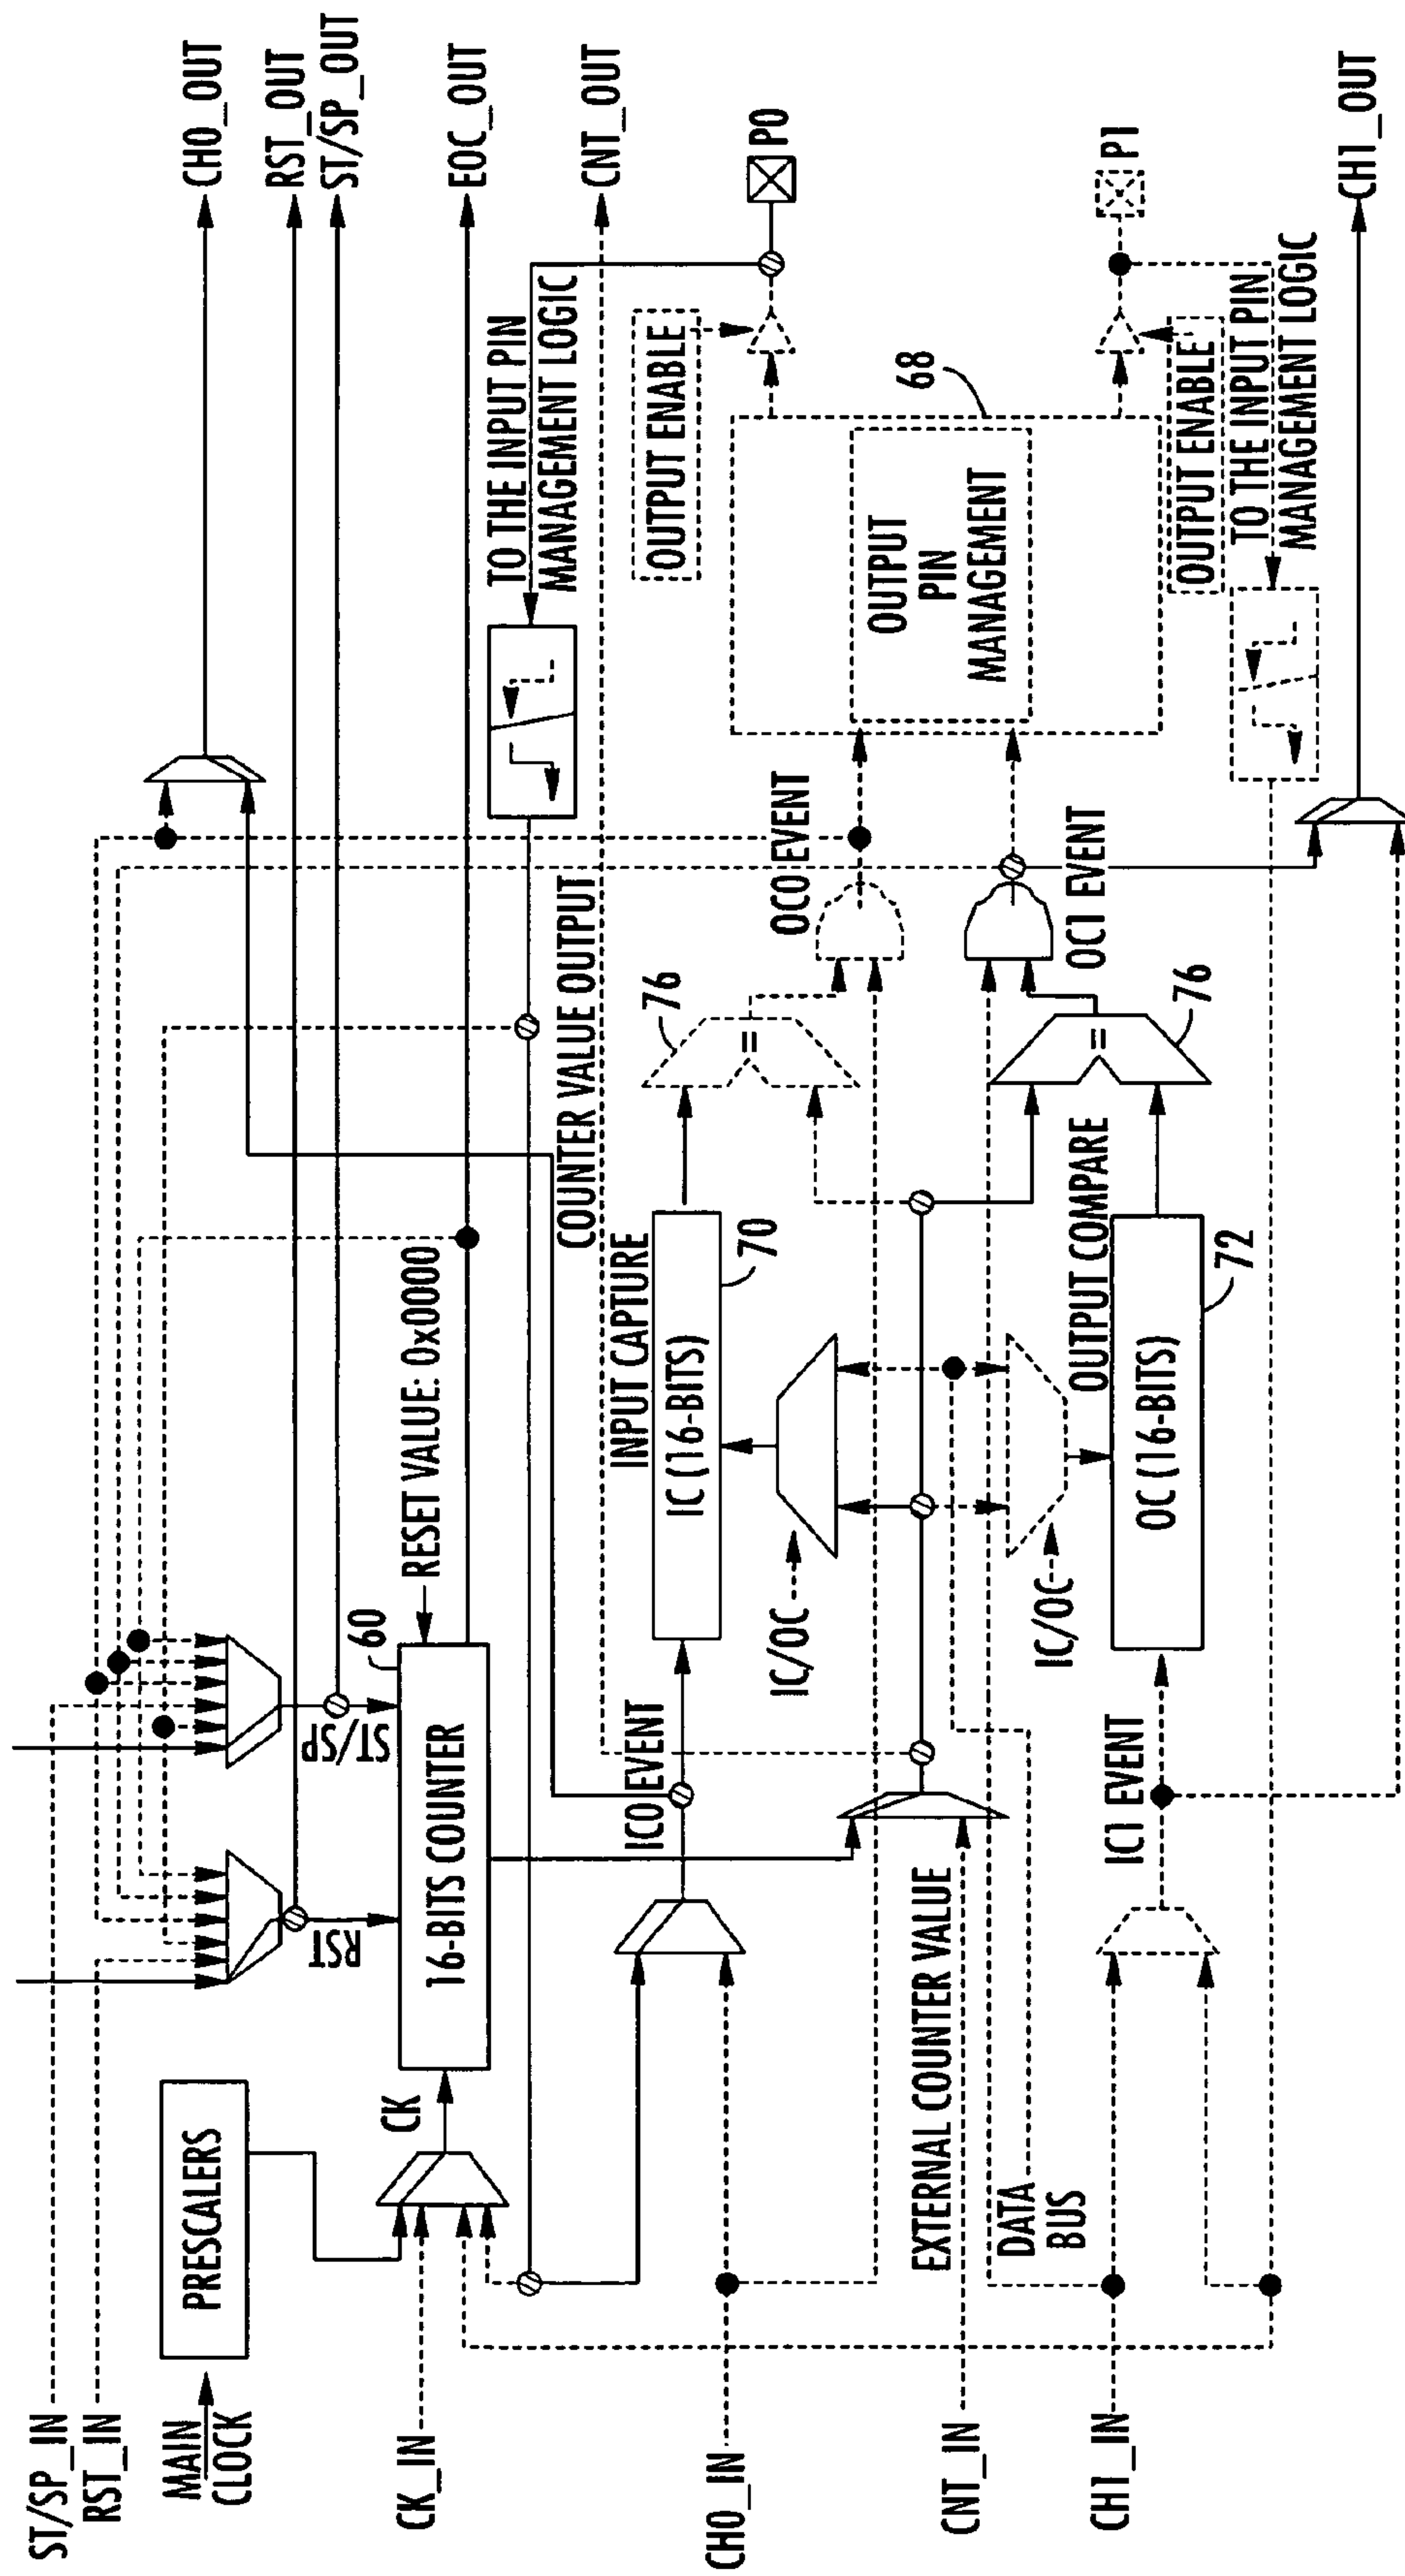 ST/SP_IN
RST_IN
MAIN
CLOCK
PRESCALERS
CK_IN
CK
CH0_IN
CNT_IN
CH1_IN
EXTERNAL COUNTER VALUE
DATA
BUS
RST
ST/SP
16-BITS COUNTER
60
RESET VALUE: 0x0000
IC0 EVENT
IC1 EVENT
INPUT CAPTURE
IC (16-BITS)
70
IC/OC
IC/OC
OUTPUT COMPARE
OC (16-BITS)
72
COUNTER VALUE OUTPUT
=
76
=
76
OC0 EVENT
OC1 EVENT
OUTPUT
PIN
MANAGEMENT
68
TO THE INPUT PIN
MANAGEMENT LOGIC
OUTPUT ENABLE
OUTPUT ENABLE
TO THE INPUT PIN
MANAGEMENT LOGIC
P0
P1
CH0_OUT
RST_OUT
ST/SP_OUT
EOC_OUT
CNT_OUT
CH1_OUT